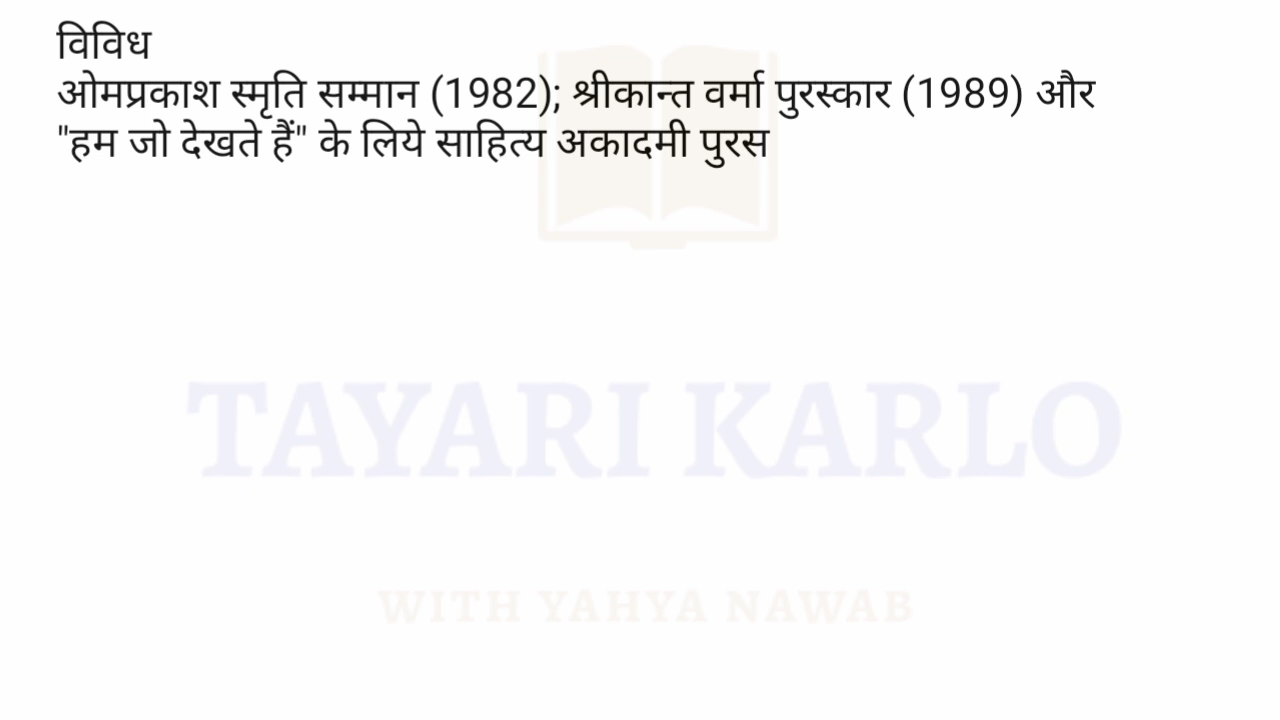 विविध
ओमप्रकाश स्मृति सम्मान (1982); श्रीकान्त वर्मा पुरस्कार (1989) और
"हम जो देखते हैं" के लिये साहित्य अकादमी पुरस
TAYARI KARLO
WITH YAHYA NAWAB